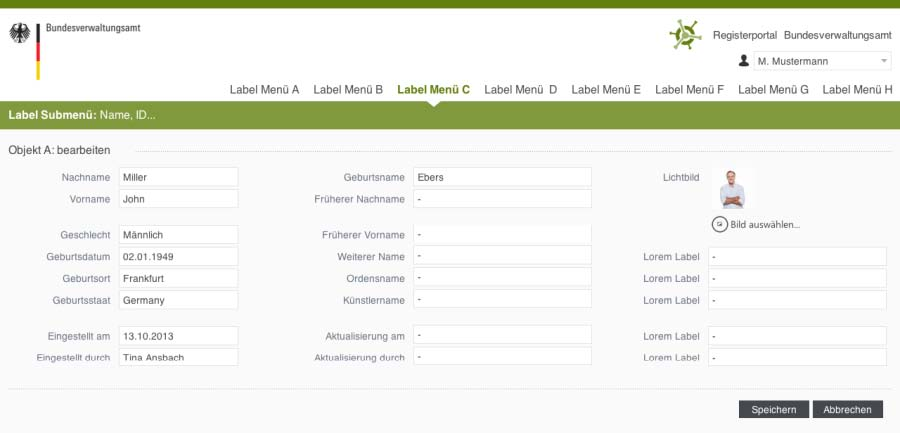 Bundesverwaltungsamt
Registerportal Bundesverwaltungsamt
M. Mustermann
Label Menü A Label Menü B Label Menü C Label Menü D Label Menü E Label Menü F Label Menü G Label Menü H
Label Submenü: Name, ID...
Objekt A: bearbeiten
Nachname Miller Geburtsname Ebers Lichtbild
Vorname John Früherer Nachname -
Bild auswählen...
Geschlecht Männlich Früherer Vorname -
Geburtsdatum 02.01.1949 Weiterer Name - Lorem Label -
Geburtsort Frankfurt Ordensname - Lorem Label -
Geburtsstaat Germany Künstlername - Lorem Label -
Eingestellt am 13.10.2013 Aktualisierung am - Lorem Label -
Eingestellt durch Tina Ansbach Aktualisierung durch - Lorem Label -
Speichern Abbrechen